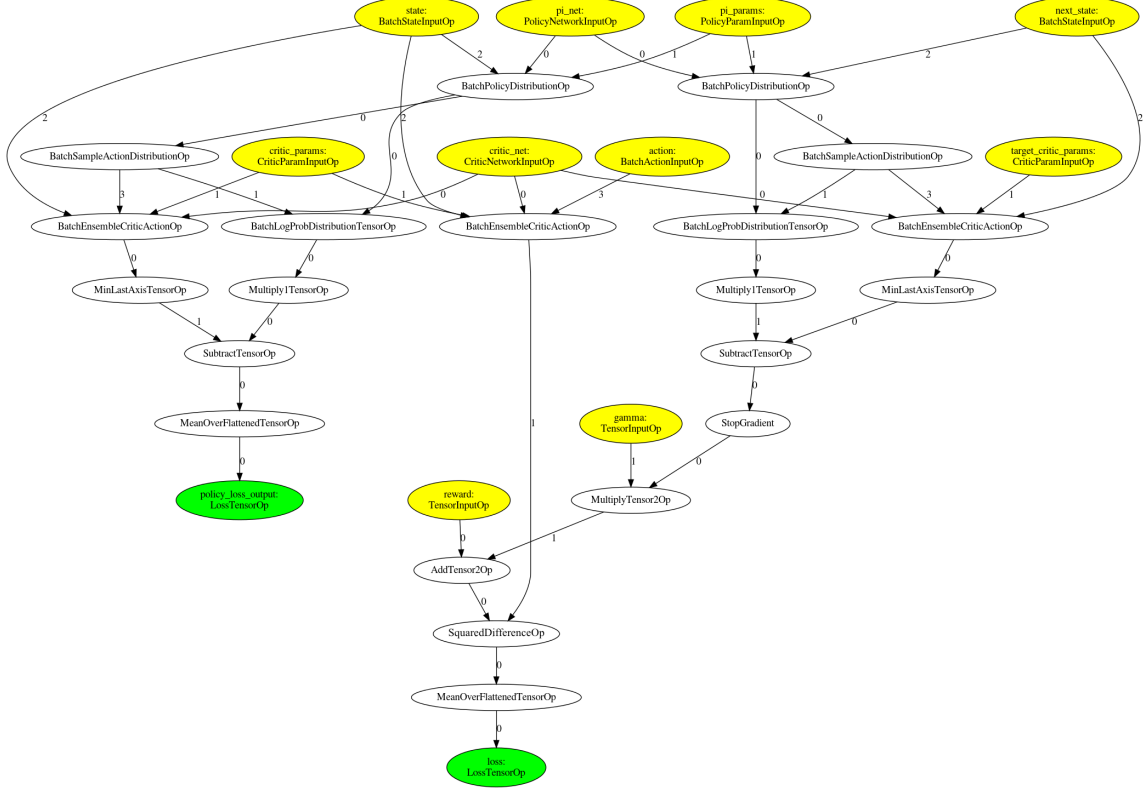 state:
BatchStateInputOp
pi_net:
PolicyNetworkInputOp
pi_params:
PolicyParamInputOp
next_state:
BatchStateInputOp
2
0
0
1
1
2
BatchPolicyDistributionOp
BatchPolicyDistributionOp
2
0
2
0
2
BatchSampleActionDistributionOp
critic_params:
CriticParamInputOp
critic_net:
CriticNetworkInputOp
action:
BatchActionInputOp
BatchSampleActionDistributionOp
target_critic_params:
CriticParamInputOp
0
0
3
1
1
1
0
0
3
0
1
3
1
BatchEnsembleCriticActionOp
BatchLogProbDistributionTensorOp
BatchEnsembleCriticActionOp
BatchLogProbDistributionTensorOp
BatchEnsembleCriticActionOp
0
0
0
0
MinLastAxisTensorOp
Multiply1TensorOp
Multiply1TensorOp
MinLastAxisTensorOp
1
0
1
0
SubtractTensorOp
SubtractTensorOp
0
0
MeanOverFlattenedTensorOp
gamma:
TensorInputOp
StopGradient
1
0
1
0
policy_loss_output:
LossTensorOp
reward:
TensorInputOp
MultiplyTensor2Op
0
1
AddTensor2Op
0
SquaredDifferenceOp
0
MeanOverFlattenedTensorOp
0
loss:
LossTensorOp